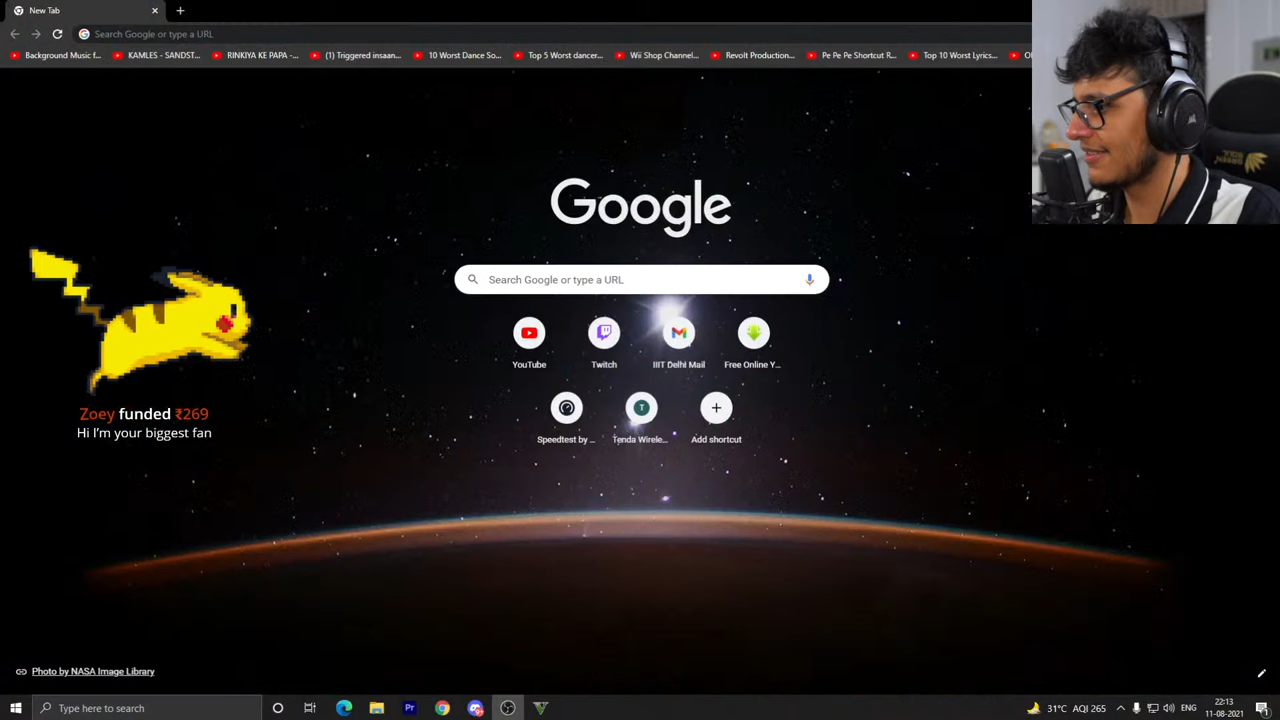 New Tab
Search Google or type a URL
Background Music f...
KAMLES - SANDST...
RINKIYA KE PAPA -...
(1) Triggered insaan...
10 Worst Dance So...
Top 5 Worst dancer...
Wii Shop Channel...
Revolt Production...
Pe Pe Pe Shortcut R...
Top 10 Worst Lyrics...
Google
Search Google or type a URL
YouTube
Twitch
IIIT Delhi Mail
Free Online Y...
T
Speedtest by ...
Tenda Wirele...
Add shortcut
Zoey funded ₹269
Hi I'm your biggest fan
Photo by NASA Image Library
Type here to search
Pr
31°C AQI 265
ENG
22:13
11-08-2021